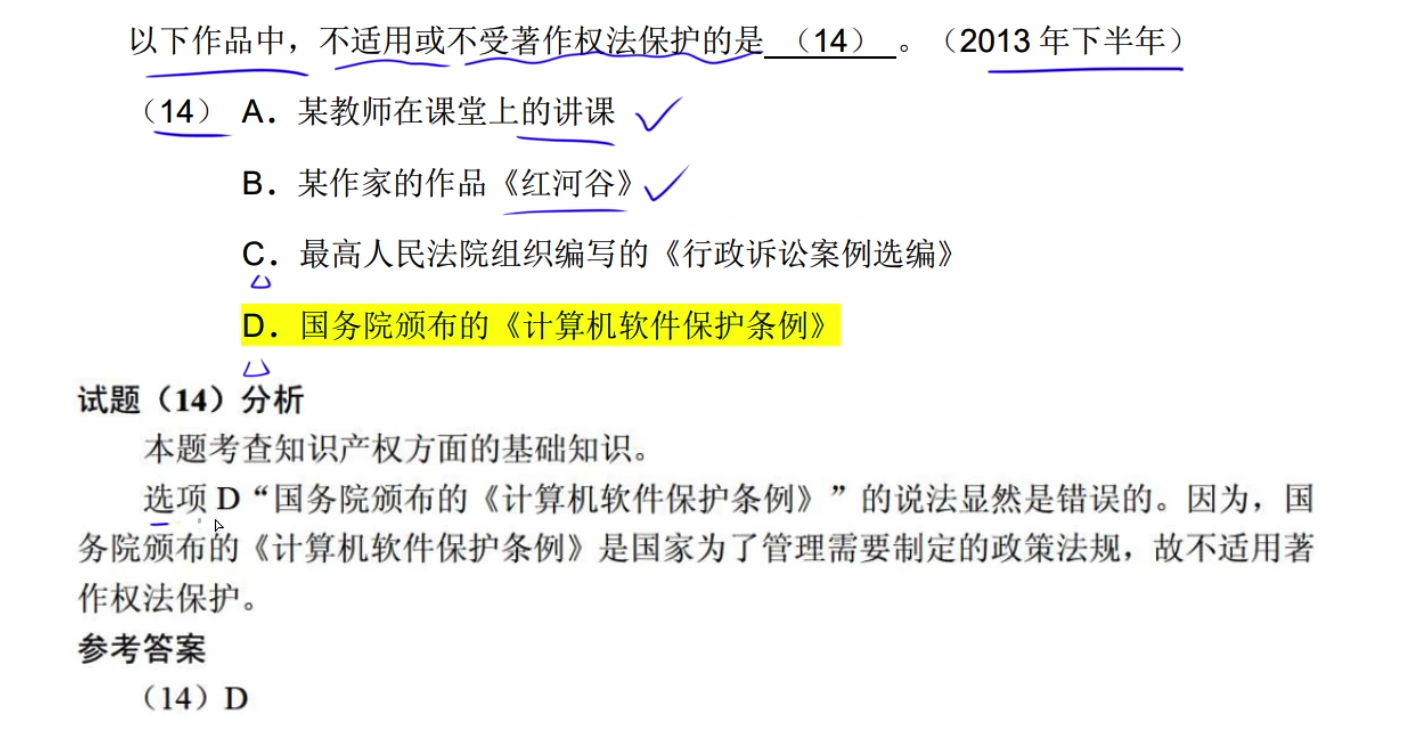 以下作品中，不适用或不受著作权法保护的是 （14） 。（2013 年下半年）
（14） A．某教师在课堂上的讲课
B．某作家的作品《红河谷》
C．最高人民法院组织编写的《行政诉讼案例选编》
D．国务院颁布的《计算机软件保护条例》
试题（14）分析
本题考查知识产权方面的基础知识。
选项 D“国务院颁布的《计算机软件保护条例》”的说法显然是错误的。因为，国
务院颁布的《计算机软件保护条例》是国家为了管理需要制定的政策法规，故不适用著
作权法保护。
参考答案
（14）D